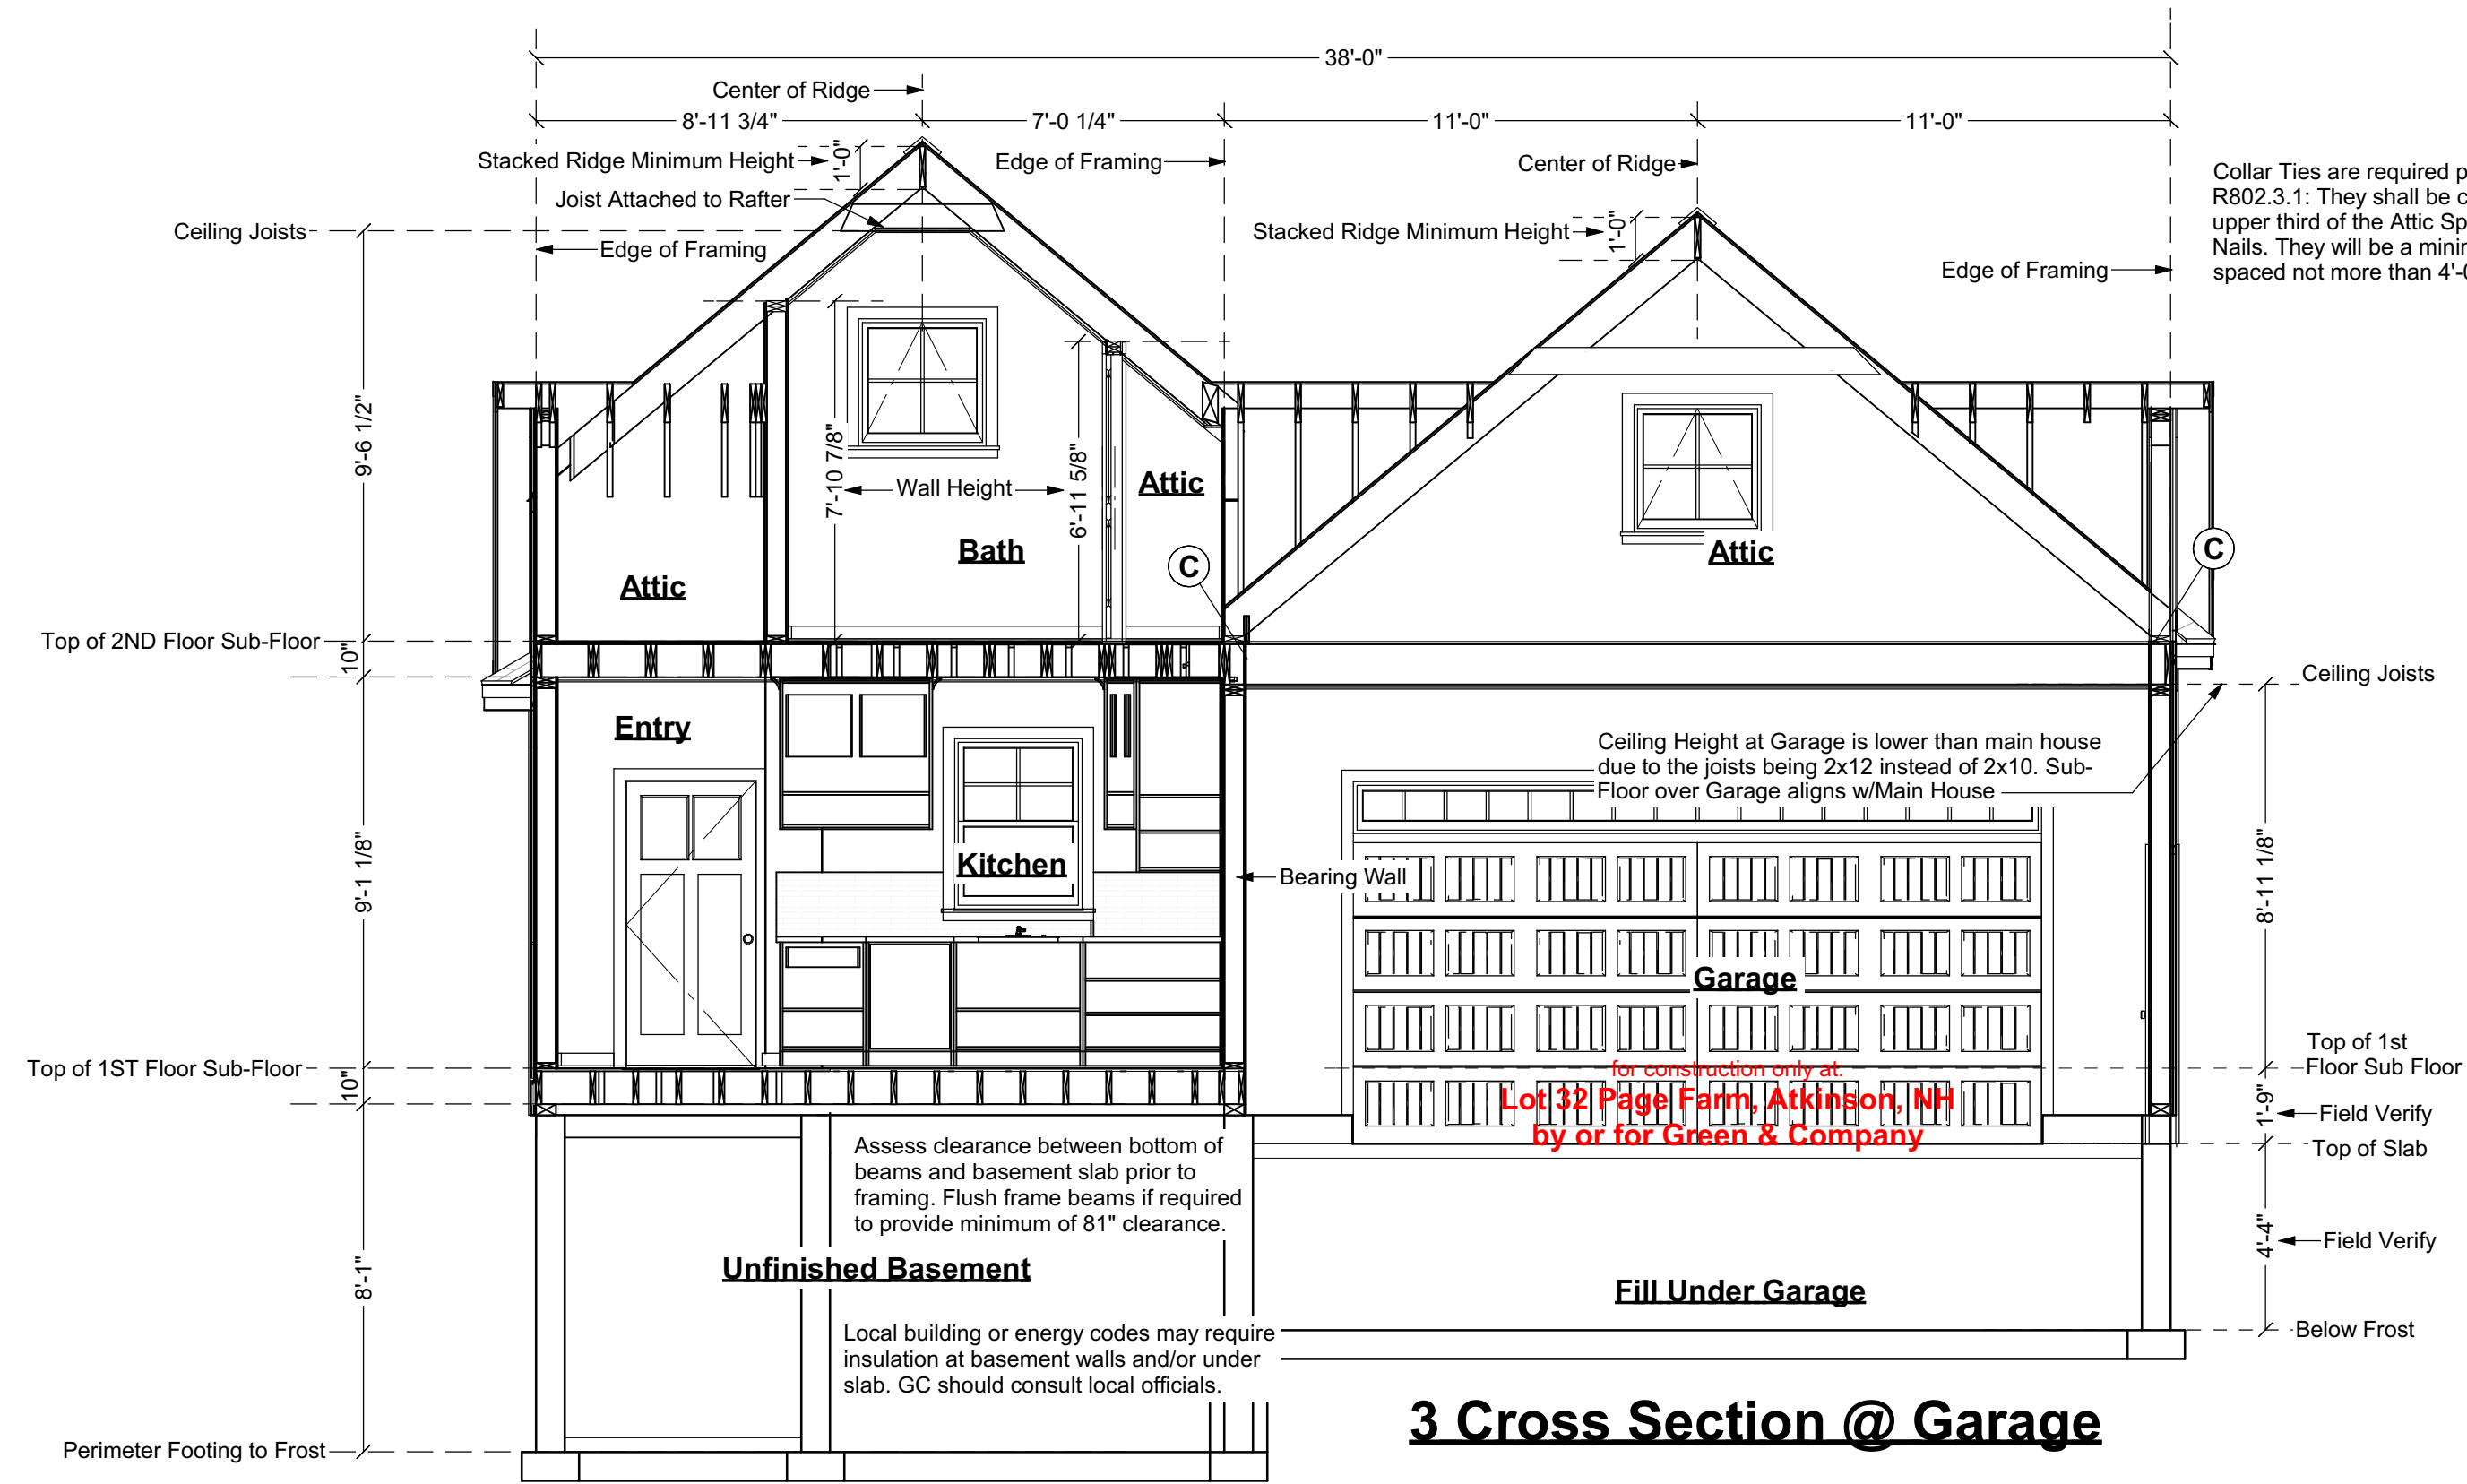 38'-0"
Center of Ridge
8'-11 3/4"
7'-0 1/4"
11'-0"
11'-0"
Stacked Ridge Minimum Height
1'-0"
Edge of Framing
Center of Ridge
Joist Attached to Rafter
Ceiling Joists
Edge of Framing
Stacked Ridge Minimum Height
1'-0"
Edge of Framing
Collar Ties are required p
R802.3.1: They shall be c
upper third of the Attic Sp
Nails. They will be a minin
spaced not more than 4'-0
9'-6 1/2"
7'-10 7/8"
Wall Height
6'-11 5/8"
Attic
Bath
Attic
Attic
C
C
Top of 2ND Floor Sub-Floor
10"
Ceiling Joists
Entry
Ceiling Height at Garage is lower than main house
due to the joists being 2x12 instead of 2x10. Sub-
Floor over Garage aligns w/Main House
9'-1 1/8"
Kitchen
Bearing Wall
8'-11 1/8"
Garage
Top of 1ST Floor Sub-Floor
10"
Top of 1st
Floor Sub Floor
for construction only at:
Lot 32 Page Farm, Atkinson, NH
by or for Green & Company
1'-9"
Field Verify
Top of Slab
Assess clearance between bottom of
beams and basement slab prior to
framing. Flush frame beams if required
to provide minimum of 81" clearance.
8'-1"
Unfinished Basement
4'-4"
Field Verify
Fill Under Garage
Below Frost
Local building or energy codes may require
insulation at basement walls and/or under
slab. GC should consult local officials.
Perimeter Footing to Frost
3 Cross Section @ Garage